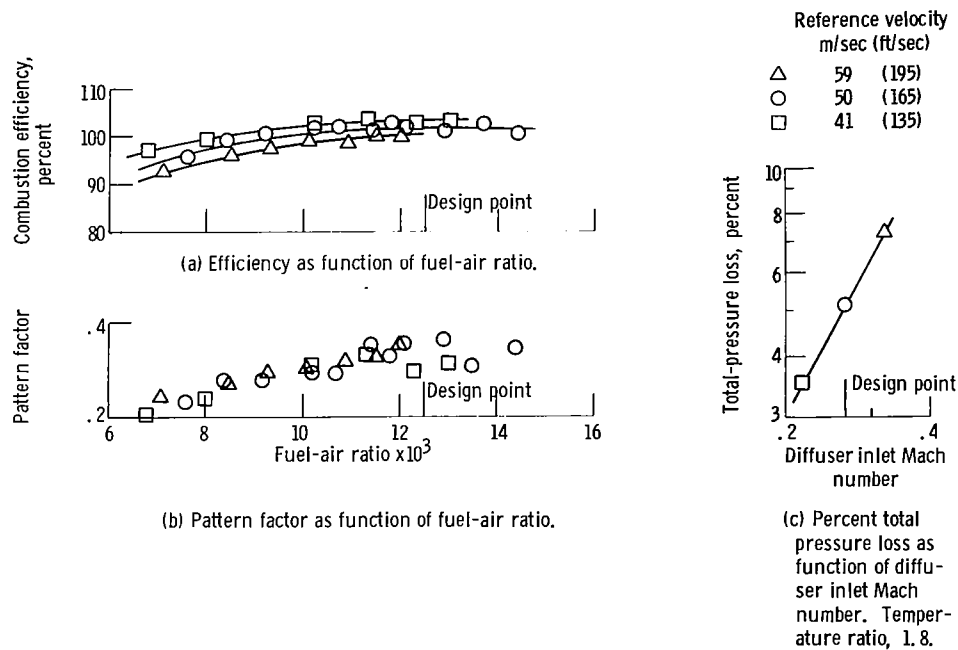 Reference velocity
m/sec (ft/sec)
59 (195)
50 (165)
41 (135)
Combustion efficiency,
percent
110
100
90
80
Design point
(a) Efficiency as function of fuel-air ratio.
Pattern factor
.4
.2
Design point
6 8 10 12 14 16
Fuel-air ratio x10³
(b) Pattern factor as function of fuel-air ratio.
Total-pressure loss, percent
10
8
6
4
3
Design point
.2 .4
Diffuser inlet Mach
number
(c) Percent total
pressure loss as
function of diffu-
ser inlet Mach
number. Temper-
ature ratio, 1.8.